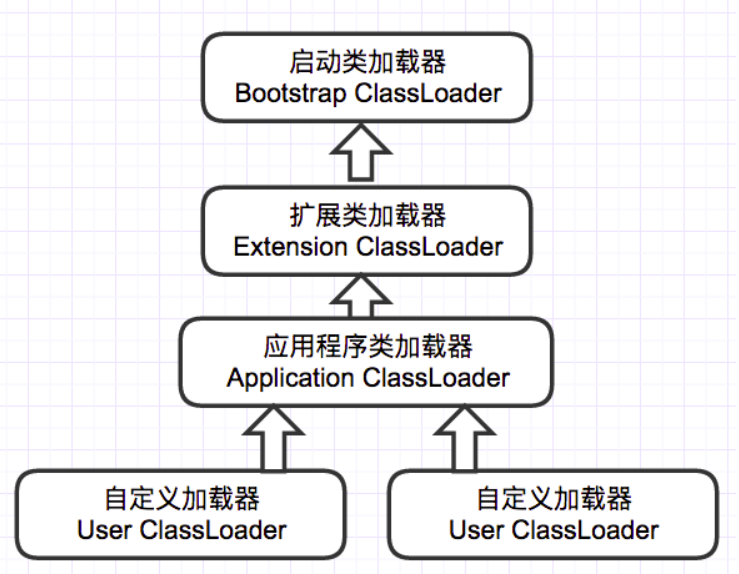 启动类加载器
Bootstrap ClassLoader
扩展类加载器
Extension ClassLoader
应用程序类加载器
Application ClassLoader
自定义加载器
User ClassLoader
自定义加载器
User ClassLoader